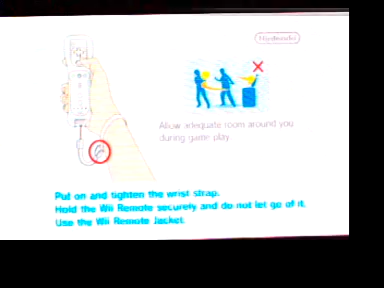 Nintendo
Allow adequate room around you
during game play.
Put on and tighten the wrist strap.
Hold the Wii Remote securely and do not let go of it.
Use the Wii Remote Jacket.